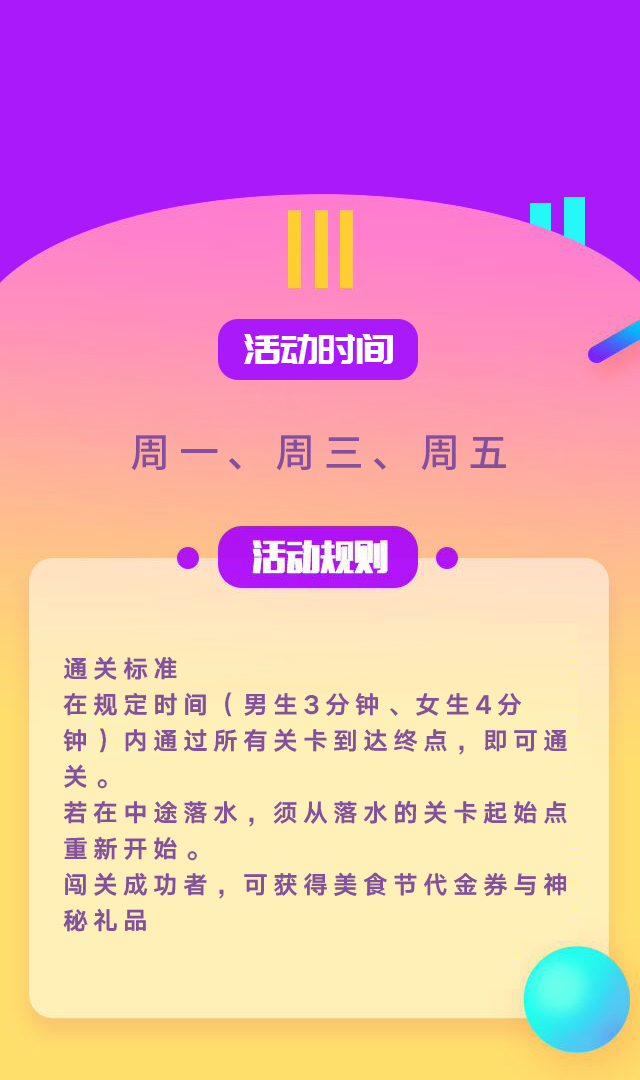 活动时间
周一、周三、周五
活动规则
通关标准
在规定时间（男生3分钟、女生4分
钟）内通过所有关卡到达终点，即可通
关。
若在中途落水，须从落水的关卡起始点
重新开始。
闯关成功者，可获得美食节代金券与神
秘礼品